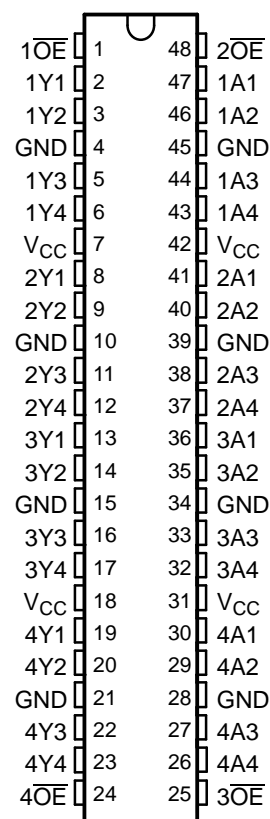 1O̅E̅ 1 48 2O̅E̅
1Y1 2 47 1A1
1Y2 3 46 1A2
GND 4 45 GND
1Y3 5 44 1A3
1Y4 6 43 1A4
VCC 7 42 VCC
2Y1 8 41 2A1
2Y2 9 40 2A2
GND 10 39 GND
2Y3 11 38 2A3
2Y4 12 37 2A4
3Y1 13 36 3A1
3Y2 14 35 3A2
GND 15 34 GND
3Y3 16 33 3A3
3Y4 17 32 3A4
VCC 18 31 VCC
4Y1 19 30 4A1
4Y2 20 29 4A2
GND 21 28 GND
4Y3 22 27 4A3
4Y4 23 26 4A4
4O̅E̅ 24 25 3O̅E̅